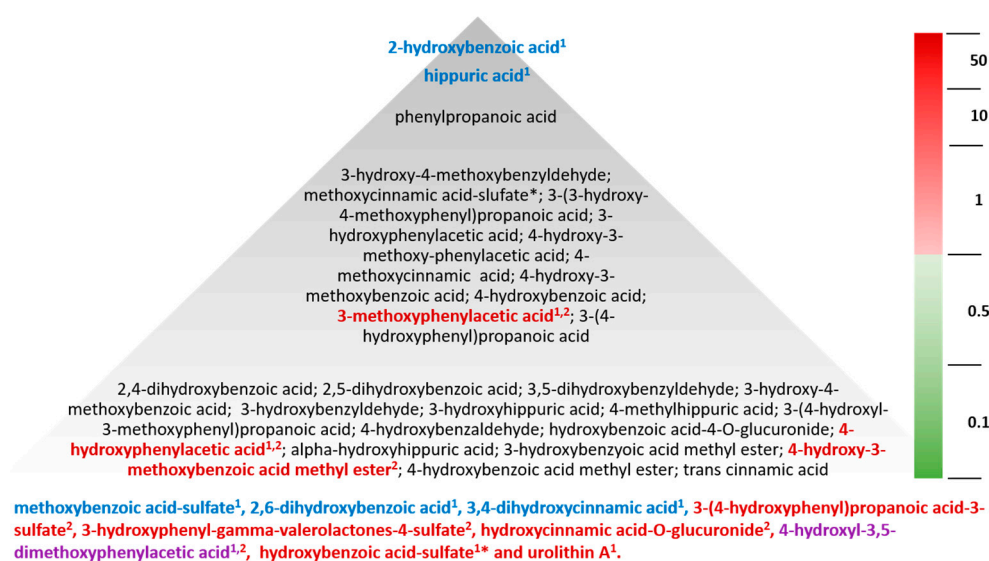 2-hydroxybenzoic acid¹
hippuric acid¹
phenylpropanoic acid
3-hydroxy-4-methoxybenzyldehyde;
methoxycinnamic acid-slufate*; 3-(3-hydroxy-
4-methoxyphenyl)propanoic acid; 3-
hydroxyphenylacetic acid; 4-hydroxy-3-
methoxy-phenylacetic acid; 4-
methoxycinnamic acid; 4-hydroxy-3-
methoxybenzoic acid; 4-hydroxybenzoic acid;
3-methoxyphenylacetic acid¹,²; 3-(4-
hydroxyphenyl)propanoic acid
2,4-dihydroxybenzoic acid; 2,5-dihydroxybenzoic acid; 3,5-dihydroxybenzyldehyde; 3-hydroxy-4-
methoxybenzoic acid; 3-hydroxybenzyldehyde; 3-hydroxyhippuric acid; 4-methylhippuric acid; 3-(4-hydroxyl-
3-methoxyphenyl)propanoic acid; 4-hydroxybenzaldehyde; hydroxybenzoic acid-4-O-glucuronide; 4-
hydroxyphenylacetic acid¹,²; alpha-hydroxyhippuric acid; 3-hydroxybenzyoic acid methyl ester; 4-hydroxy-3-
methoxybenzoic acid methyl ester²; 4-hydroxybenzoic acid methyl ester; trans cinnamic acid
methoxybenzoic acid-sulfate¹, 2,6-dihydroxybenzoic acid¹, 3,4-dihydroxycinnamic acid¹, 3-(4-hydroxyphenyl)propanoic acid-3-
sulfate², 3-hydroxyphenyl-gamma-valerolactones-4-sulfate², hydroxycinnamic acid-O-glucuronide², 4-hydroxyl-3,5-
dimethoxyphenylacetic acid¹,², hydroxybenzoic acid-sulfate¹* and urolithin A¹.
50
10
1
0.5
0.1